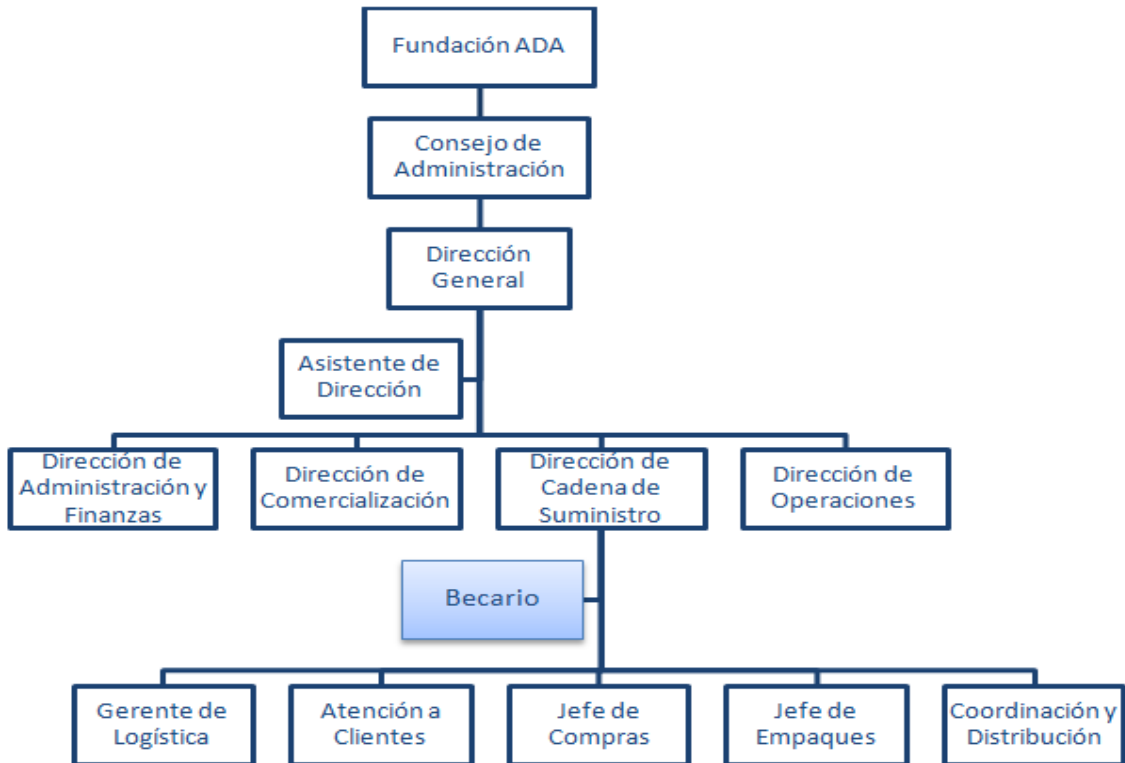 Fundación ADA
Consejo de
Administración
Dirección
General
Asistente de
Dirección
Dirección de
Administración y
Finanzas
Dirección de
Comercialización
Dirección de
Cadena de
Suministro
Dirección de
Operaciones
Becario
Gerente de
Logística
Atención a
Clientes
Jefe de
Compras
Jefe de
Empaques
Coordinación y
Distribución